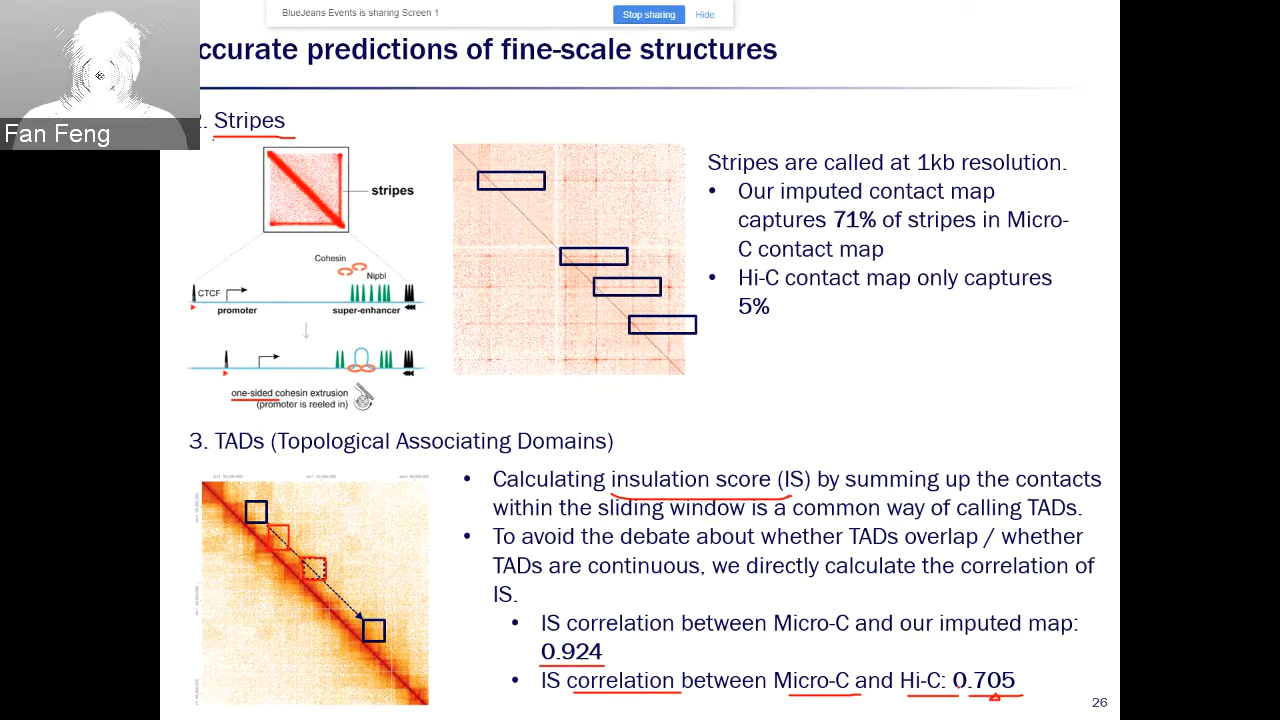 BlueJeans Events is sharing Screen 1
Stop sharing
Hide
ccurate predictions of fine-scale structures
Fan Feng
2. Stripes
stripes
Cohesin
Nipbl
CTCF
promoter
super-enhancer
one-sided cohesin extrusion
(promoter is reeled in)
Stripes are called at 1kb resolution.
• Our imputed contact map
captures 71% of stripes in Micro-
C contact map
• Hi-C contact map only captures
5%
3. TADs (Topological Associating Domains)
• Calculating insulation score (IS) by summing up the contacts
within the sliding window is a common way of calling TADs.
• To avoid the debate about whether TADs overlap / whether
TADs are continuous, we directly calculate the correlation of
IS.
• IS correlation between Micro-C and our imputed map:
0.924
• IS correlation between Micro-C and Hi-C: 0.705
26